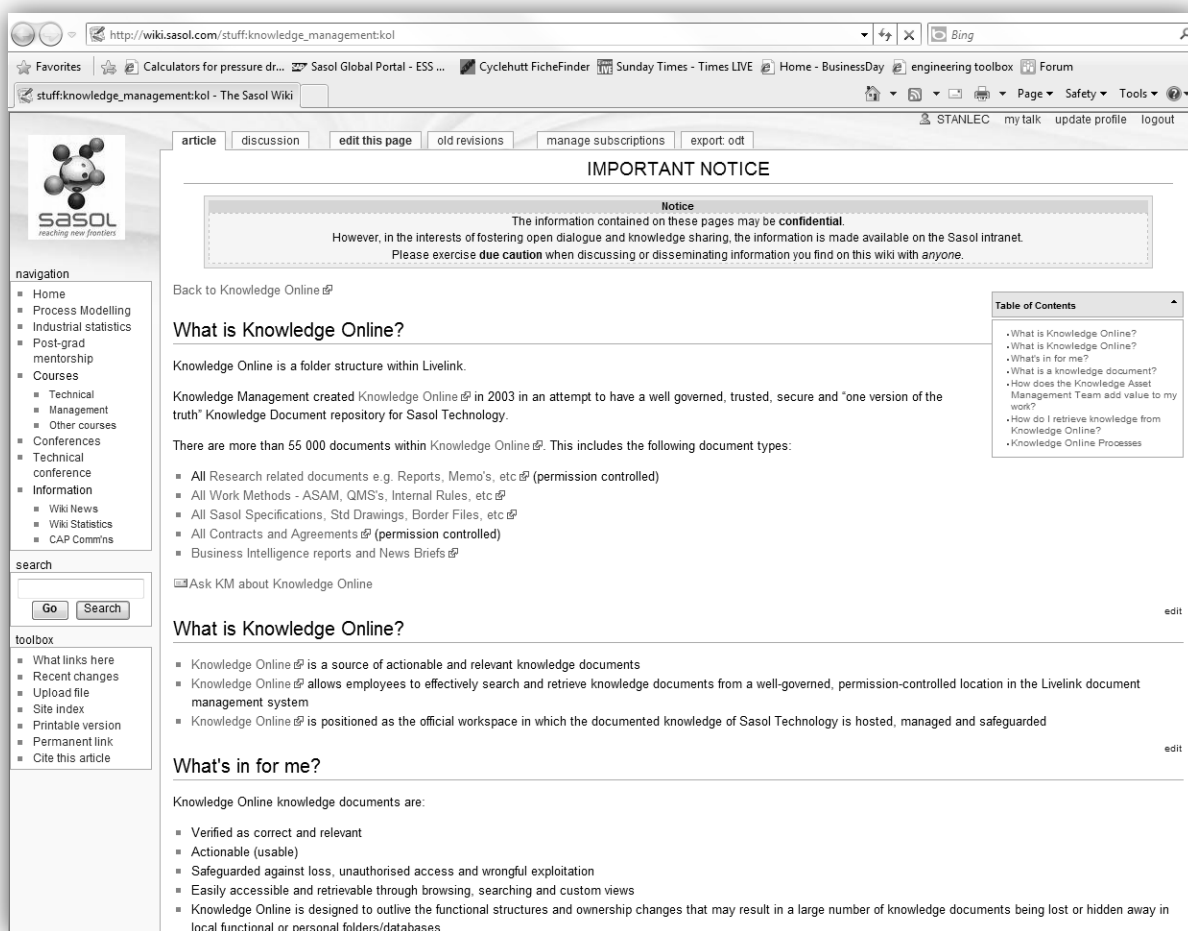 http://wiki.sasol.com/stuff:knowledge_management:kol
Bing
Favorites
Calculators for pressure dr...
Sasol Global Portal - ESS ...
Cyclehutt FicheFinder
Sunday Times - Times LIVE
Home - BusinessDay
engineering toolbox
Forum
stuff:knowledge_management:kol - The Sasol Wiki
Page
Safety
Tools
STANLEC my talk update profile logout
article
discussion
edit this page
old revisions
manage subscriptions
export: odt
sasol
reaching new frontiers
IMPORTANT NOTICE
Notice
The information contained on these pages may be confidential.
However, in the interests of fostering open dialogue and knowledge sharing, the information is made available on the Sasol intranet.
Please exercise due caution when discussing or disseminating information you find on this wiki with anyone.
navigation
Home
Process Modelling
Industrial statistics
Post-grad
mentorship
Courses
Technical
Management
Other courses
Conferences
Technical
conference
Information
Wiki News
Wiki Statistics
CAP Comm'ns
search
Go
Search
toolbox
What links here
Recent changes
Upload file
Site index
Printable version
Permanent link
Cite this article
Back to Knowledge Online
Table of Contents
What is Knowledge Online?
What is Knowledge Online?
What's in for me?
What is a knowledge document?
How does the Knowledge Asset
Management Team add value to my
work?
How do I retrieve knowledge from
Knowledge Online?
Knowledge Online Processes
What is Knowledge Online?
Knowledge Online is a folder structure within Livelink.
Knowledge Management created Knowledge Online in 2003 in an attempt to have a well governed, trusted, secure and "one version of the
truth" Knowledge Document repository for Sasol Technology.
There are more than 55 000 documents within Knowledge Online. This includes the following document types:
All Research related documents e.g. Reports, Memo's, etc (permission controlled)
All Work Methods - ASAM, QMS's, Internal Rules, etc
All Sasol Specifications, Std Drawings, Border Files, etc
All Contracts and Agreements (permission controlled)
Business Intelligence reports and News Briefs
Ask KM about Knowledge Online
edit
What is Knowledge Online?
Knowledge Online is a source of actionable and relevant knowledge documents
Knowledge Online allows employees to effectively search and retrieve knowledge documents from a well-governed, permission-controlled location in the Livelink document
management system
Knowledge Online is positioned as the official workspace in which the documented knowledge of Sasol Technology is hosted, managed and safeguarded
edit
What's in for me?
Knowledge Online knowledge documents are:
Verified as correct and relevant
Actionable (usable)
Safeguarded against loss, unauthorised access and wrongful exploitation
Easily accessible and retrievable through browsing, searching and custom views
Knowledge Online is designed to outlive the functional structures and ownership changes that may result in a large number of knowledge documents being lost or hidden away in
local functional or personal folders/databases